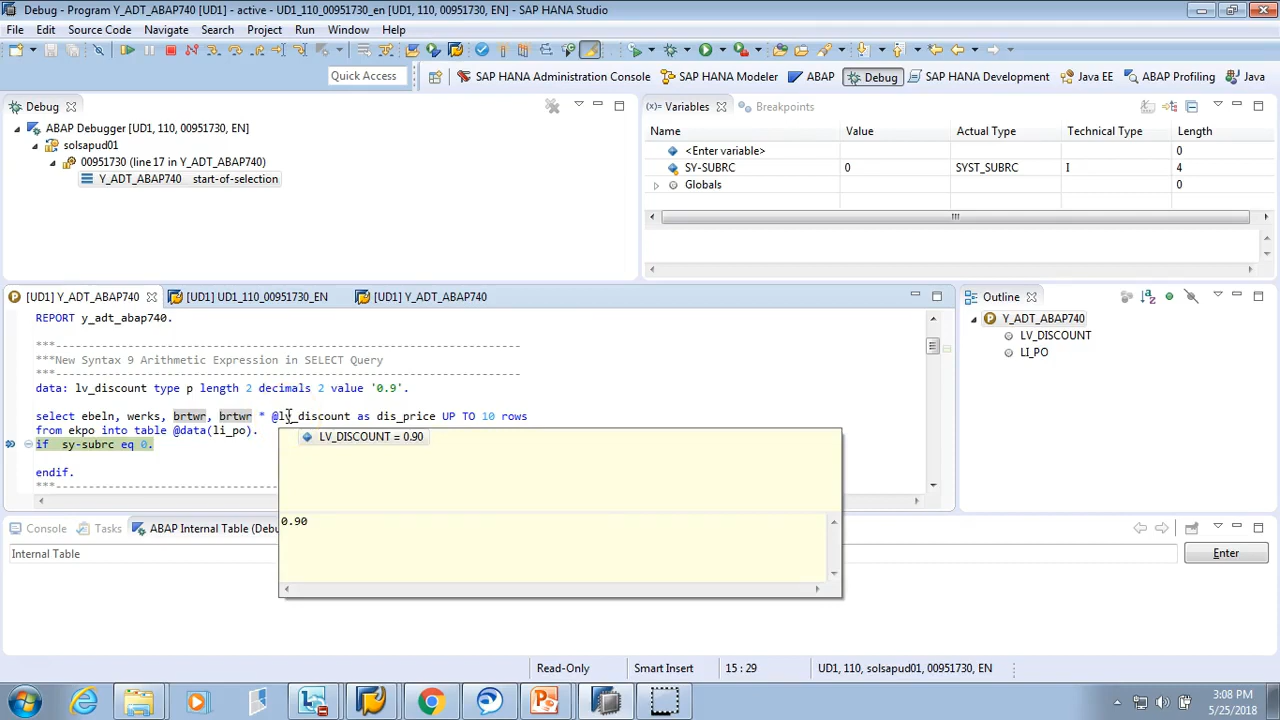 Debug - Program Y_ADT_ABAP740 [UD1] - active - UD1_110_00951730_en [UD1, 110, 00951730, EN] - SAP HANA Studio
File Edit Source Code Navigate Search Project Run Window Help
Quick Access SAP HANA Administration Console SAP HANA Modeler ABAP Debug SAP HANA Development Java EE ABAP Profiling Java
Debug
ABAP Debugger [UD1, 110, 00951730, EN]
solsapud01
00951730 (line 17 in Y_ADT_ABAP740)
Y_ADT_ABAP740 start-of-selection
(x)= Variables Breakpoints
Name Value Actual Type Technical Type Length
<Enter variable> 0
SY-SUBRC 0 SYST_SUBRC I 4
Globals 0
[UD1] Y_ADT_ABAP740 [UD1] UD1_110_00951730_EN [UD1] Y_ADT_ABAP740
REPORT y_adt_abap740.
***---------------------------------------------------------------------
***New Syntax 9 Arithmetic Expression in SELECT Query
***---------------------------------------------------------------------
data: lv_discount type p length 2 decimals 2 value '0.9'.
select ebeln, werks, brtwr, brtwr * @lv_discount as dis_price UP TO 10 rows
from ekpo into table @data(li_po).
if sy-subrc eq 0.
endif.
LV_DISCOUNT = 0.90
0.90
Outline
Y_ADT_ABAP740
LV_DISCOUNT
LI_PO
Console Tasks ABAP Internal Table (Debu
Internal Table Enter
Read-Only Smart Insert 15 : 29 UD1, 110, solsapud01, 00951730, EN
3:08 PM
5/25/2018